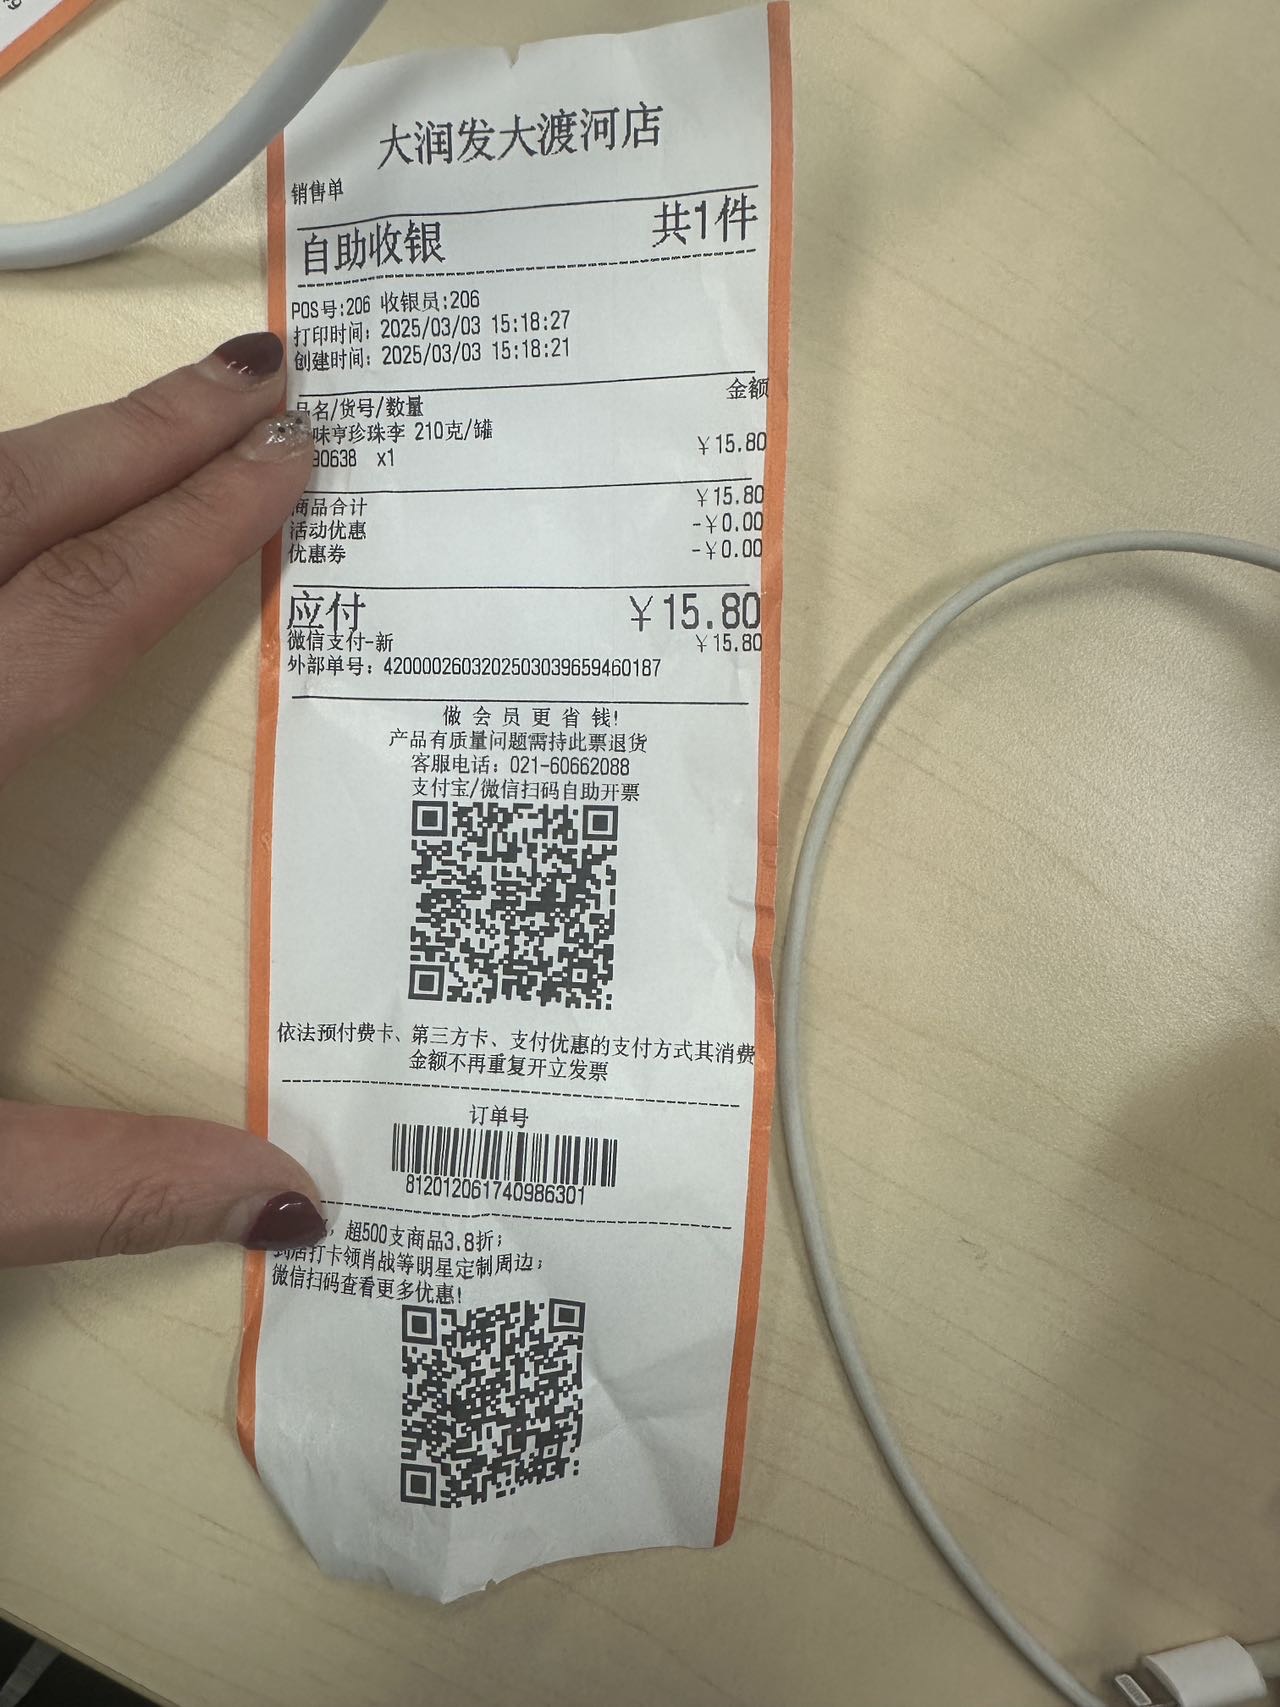 大润发大渡河店
销售单
自助收银 共1件
POS号:206 收银员:206
打印时间: 2025/03/03 15:18:27
创建时间: 2025/03/03 15:18:21
金额
品名/货号/数量
味亨珍珠李 210克/罐
90638 x1 ¥15.80
商品合计 ¥15.80
活动优惠 -¥0.00
优惠券 -¥0.00
应付 ¥15.80
微信支付-新 ¥15.80
外部单号: 4200002603202503039659460187
做会员更省钱!
产品有质量问题需持此票退货
客服电话: 021-60662088
支付宝/微信扫码自助开票
依法预付费卡、第三方卡、支付优惠的支付方式其消费
金额不再重复开立发票
订单号
812012061740986301
, 超500支商品3.8折;
到店打卡领肖战等明星定制周边;
微信扫码查看更多优惠!